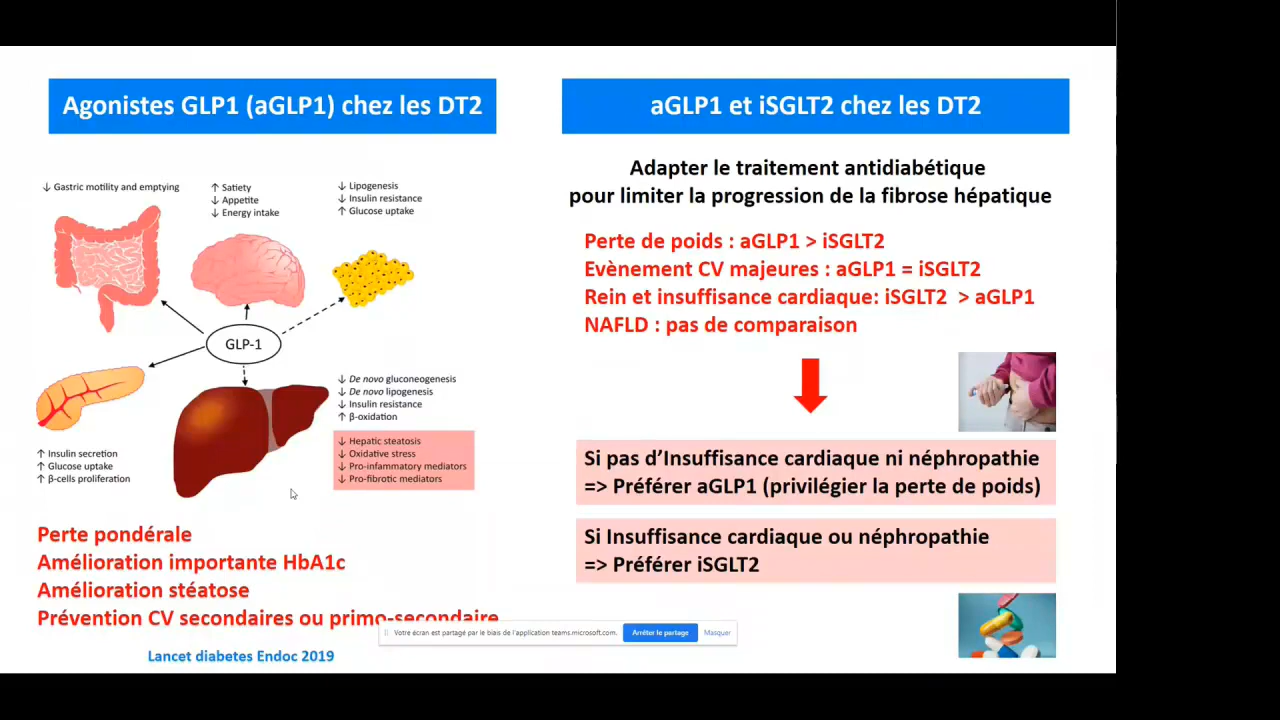 Agonistes GLP1 (aGLP1) chez les DT2
↓ Gastric motility and emptying
↑ Satiety
↓ Appetite
↓ Energy intake
↓ Lipogenesis
↓ Insulin resistance
↑ Glucose uptake
GLP-1
↓ De novo gluconeogenesis
↓ De novo lipogenesis
↓ Insulin resistance
↑ β-oxidation
↓ Hepatic steatosis
↓ Oxidative stress
↓ Pro-inflammatory mediators
↓ Pro-fibrotic mediators
↑ Insulin secretion
↑ Glucose uptake
↑ β-cells proliferation
Perte pondérale
Amélioration importante HbA1c
Amélioration stéatose
Prévention CV secondaires ou primo-secondaire
Lancet diabetes Endoc 2019
aGLP1 et iSGLT2 chez les DT2
Adapter le traitement antidiabétique
pour limiter la progression de la fibrose hépatique
Perte de poids : aGLP1 > iSGLT2
Evènement CV majeures : aGLP1 = iSGLT2
Rein et insuffisance cardiaque: iSGLT2 > aGLP1
NAFLD : pas de comparaison
Si pas d’Insuffisance cardiaque ni néphropathie
=> Préférer aGLP1 (privilégier la perte de poids)
Si Insuffisance cardiaque ou néphropathie
=> Préférer iSGLT2
Votre écran est partagé par le biais de l'application teams.microsoft.com.
Arrêter le partage
Masquer